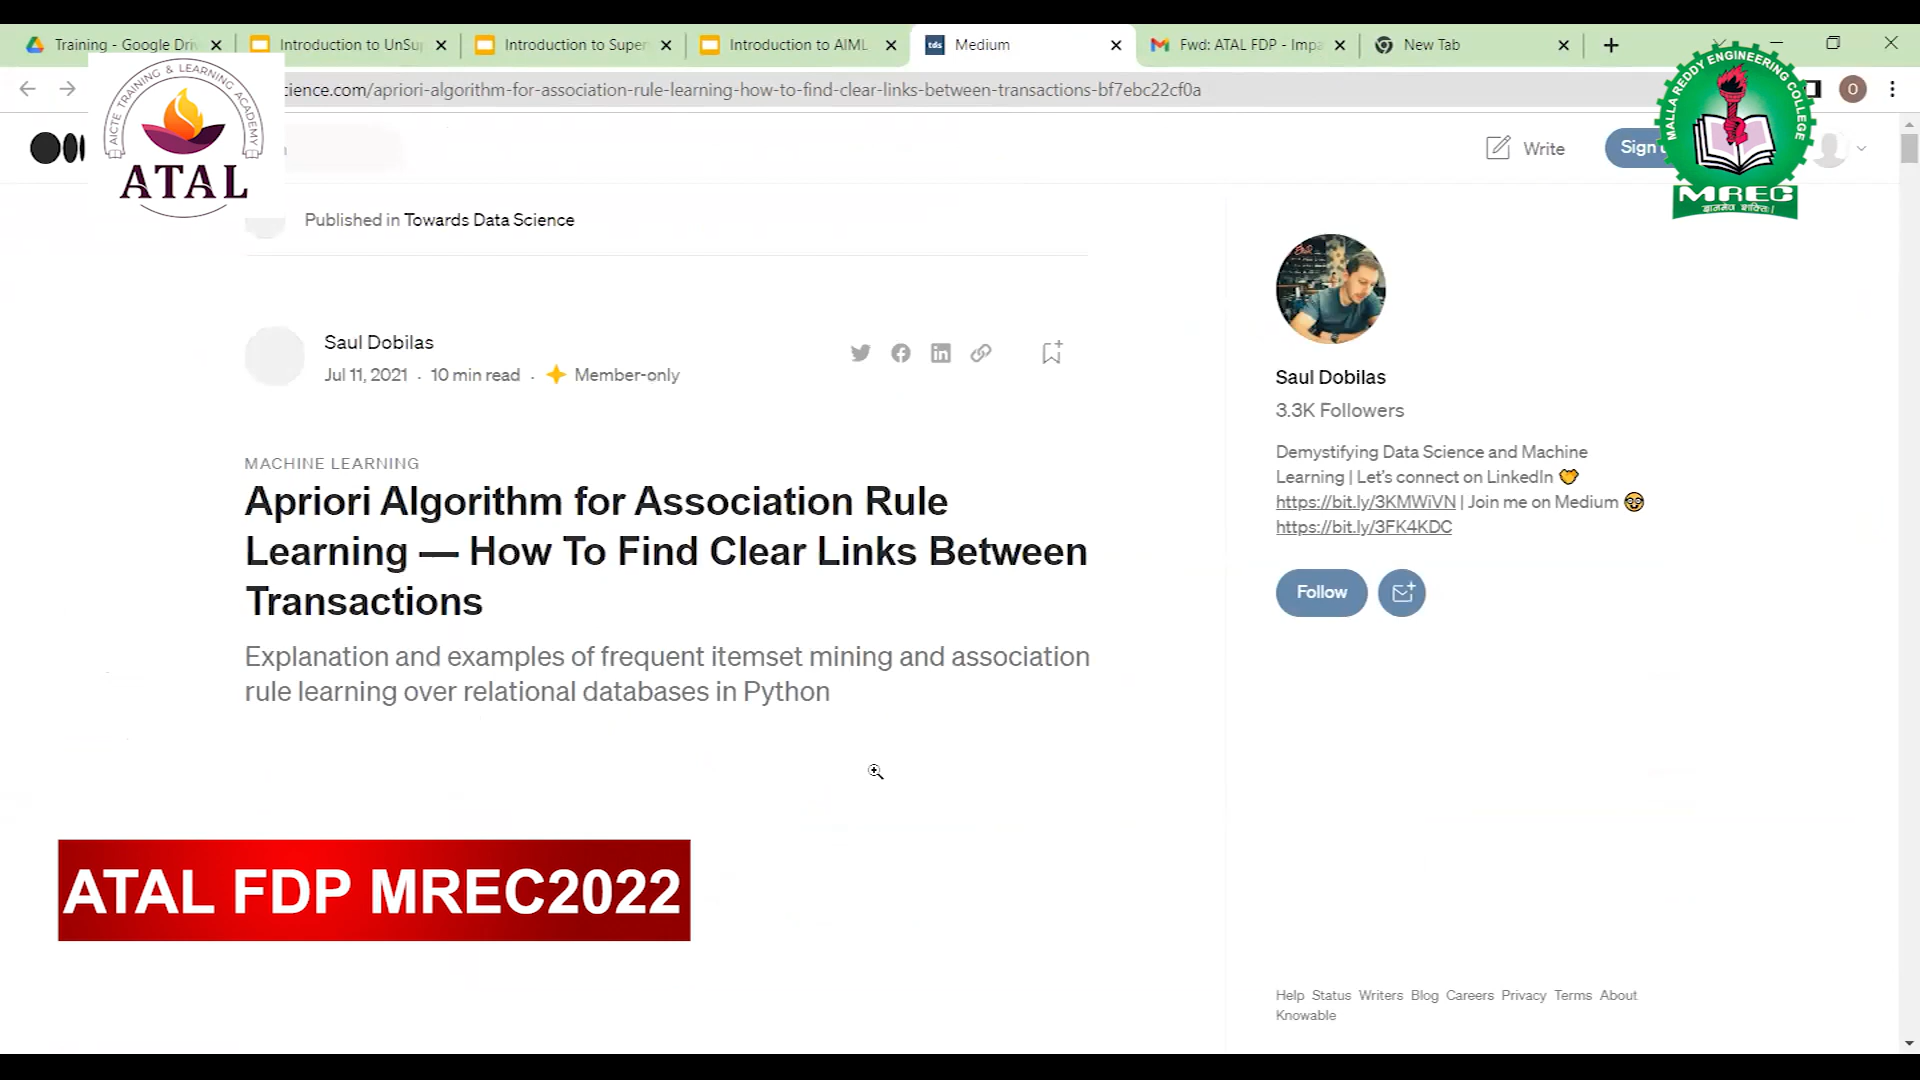 Training - Google Dri
Introduction to UnSu
Introduction to Super
Introduction to AIML
tds Medium
Fwd: ATAL FDP - Impa
New Tab
cience.com/apriori-algorithm-for-association-rule-learning-how-to-find-clear-links-between-transactions-bf7ebc22cf0a
O
AICTE TRAINING & LEARNING ACADEMY
ATAL
Write
Sign
MALLA REDDY ENGINEERING COLLEGE
MREC
Published in Towards Data Science
Saul Dobilas
Jul 11, 2021 · 10 min read · Member-only
MACHINE LEARNING
Apriori Algorithm for Association Rule
Learning — How To Find Clear Links Between
Transactions
Explanation and examples of frequent itemset mining and association
rule learning over relational databases in Python
Saul Dobilas
3.3K Followers
Demystifying Data Science and Machine
Learning | Let's connect on LinkedIn
https://bit.ly/3KMWiVN | Join me on Medium
https://bit.ly/3FK4KDC
Follow
ATAL FDP MREC2022
Help Status Writers Blog Careers Privacy Terms About
Knowable